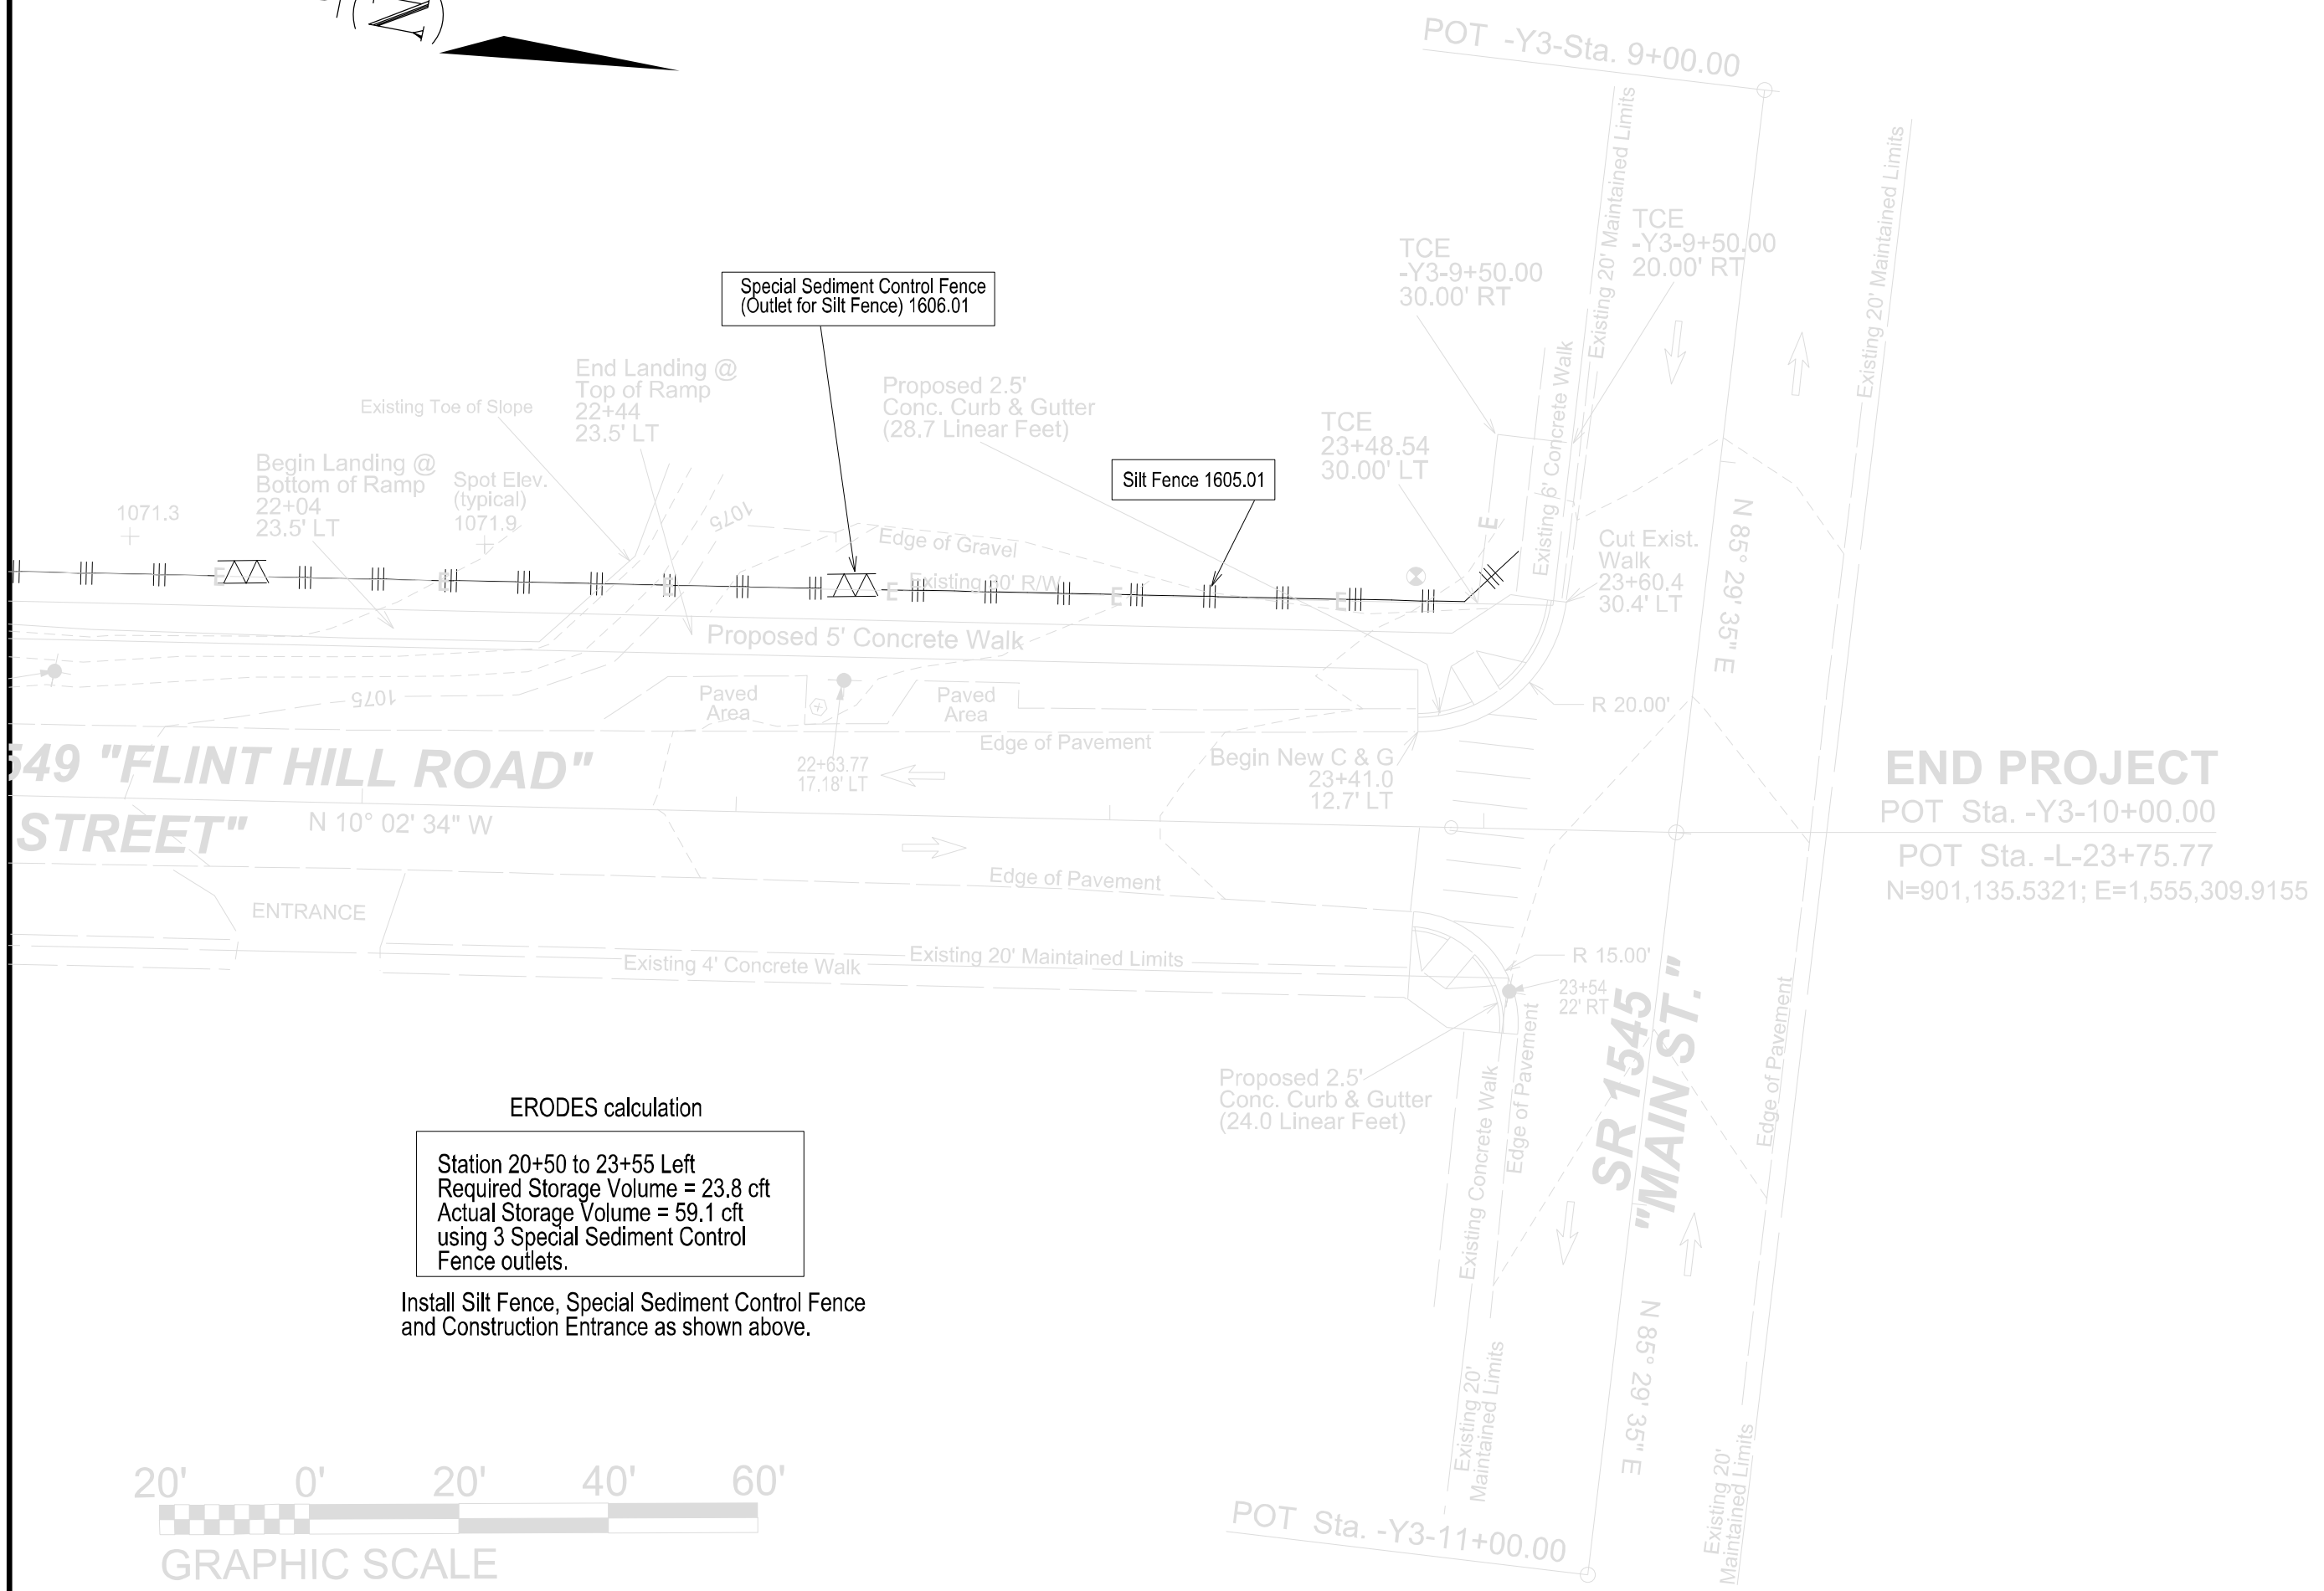 POT -Y3-Sta. 9+00.00
Existing 20' Maintained Limits
Existing 20' Maintained Limits
TCE
-Y3-9+50.00
20.00' RT
TCE
-Y3-9+50.00
30.00' RT
Special Sediment Control Fence
(Outlet for Silt Fence) 1606.01
End Landing @
Top of Ramp
22+44
23.5' LT
Existing Toe of Slope
Proposed 2.5'
Conc. Curb & Gutter
(28.7 Linear Feet)
TCE
23+48.54
30.00' LT
Existing 6' Concrete Walk
Begin Landing @
Bottom of Ramp
22+04
23.5' LT
Spot Elev.
(typical)
1071.9
1071.3
Silt Fence 1605.01
1075
Edge of Gravel
Existing 30' R/W
E
E
E
E
E
E
E
Cut Exist.
Walk
23+60.4
30.4' LT
N 85° 29' 35" E
Proposed 5' Concrete Walk
1075
Paved
Area
Paved
Area
R 20.00'
Edge of Pavement
549 "FLINT HILL ROAD"
STREET"
N 10° 02' 34" W
22+63.77
17.18' LT
Begin New C & G
23+41.0
12.7' LT
END PROJECT
POT Sta. -Y3-10+00.00
POT Sta. -L-23+75.77
N=901,135.5321; E=1,555,309.9155
Edge of Pavement
ENTRANCE
Existing 4' Concrete Walk
Existing 20' Maintained Limits
R 15.00'
23+54
22' RT
SR 1545
"MAIN ST."
Edge of Pavement
Edge of Pavement
Existing Concrete Walk
Proposed 2.5'
Conc. Curb & Gutter
(24.0 Linear Feet)
ERODES calculation
Station 20+50 to 23+55 Left
Required Storage Volume = 23.8 cft
Actual Storage Volume = 59.1 cft
using 3 Special Sediment Control
Fence outlets.
Install Silt Fence, Special Sediment Control Fence
and Construction Entrance as shown above.
N 85° 29' 35" E
Existing 20'
Maintained Limits
Existing 20'
Maintained Limits
20' 0' 20' 40' 60'
GRAPHIC SCALE
POT Sta. -Y3-11+00.00